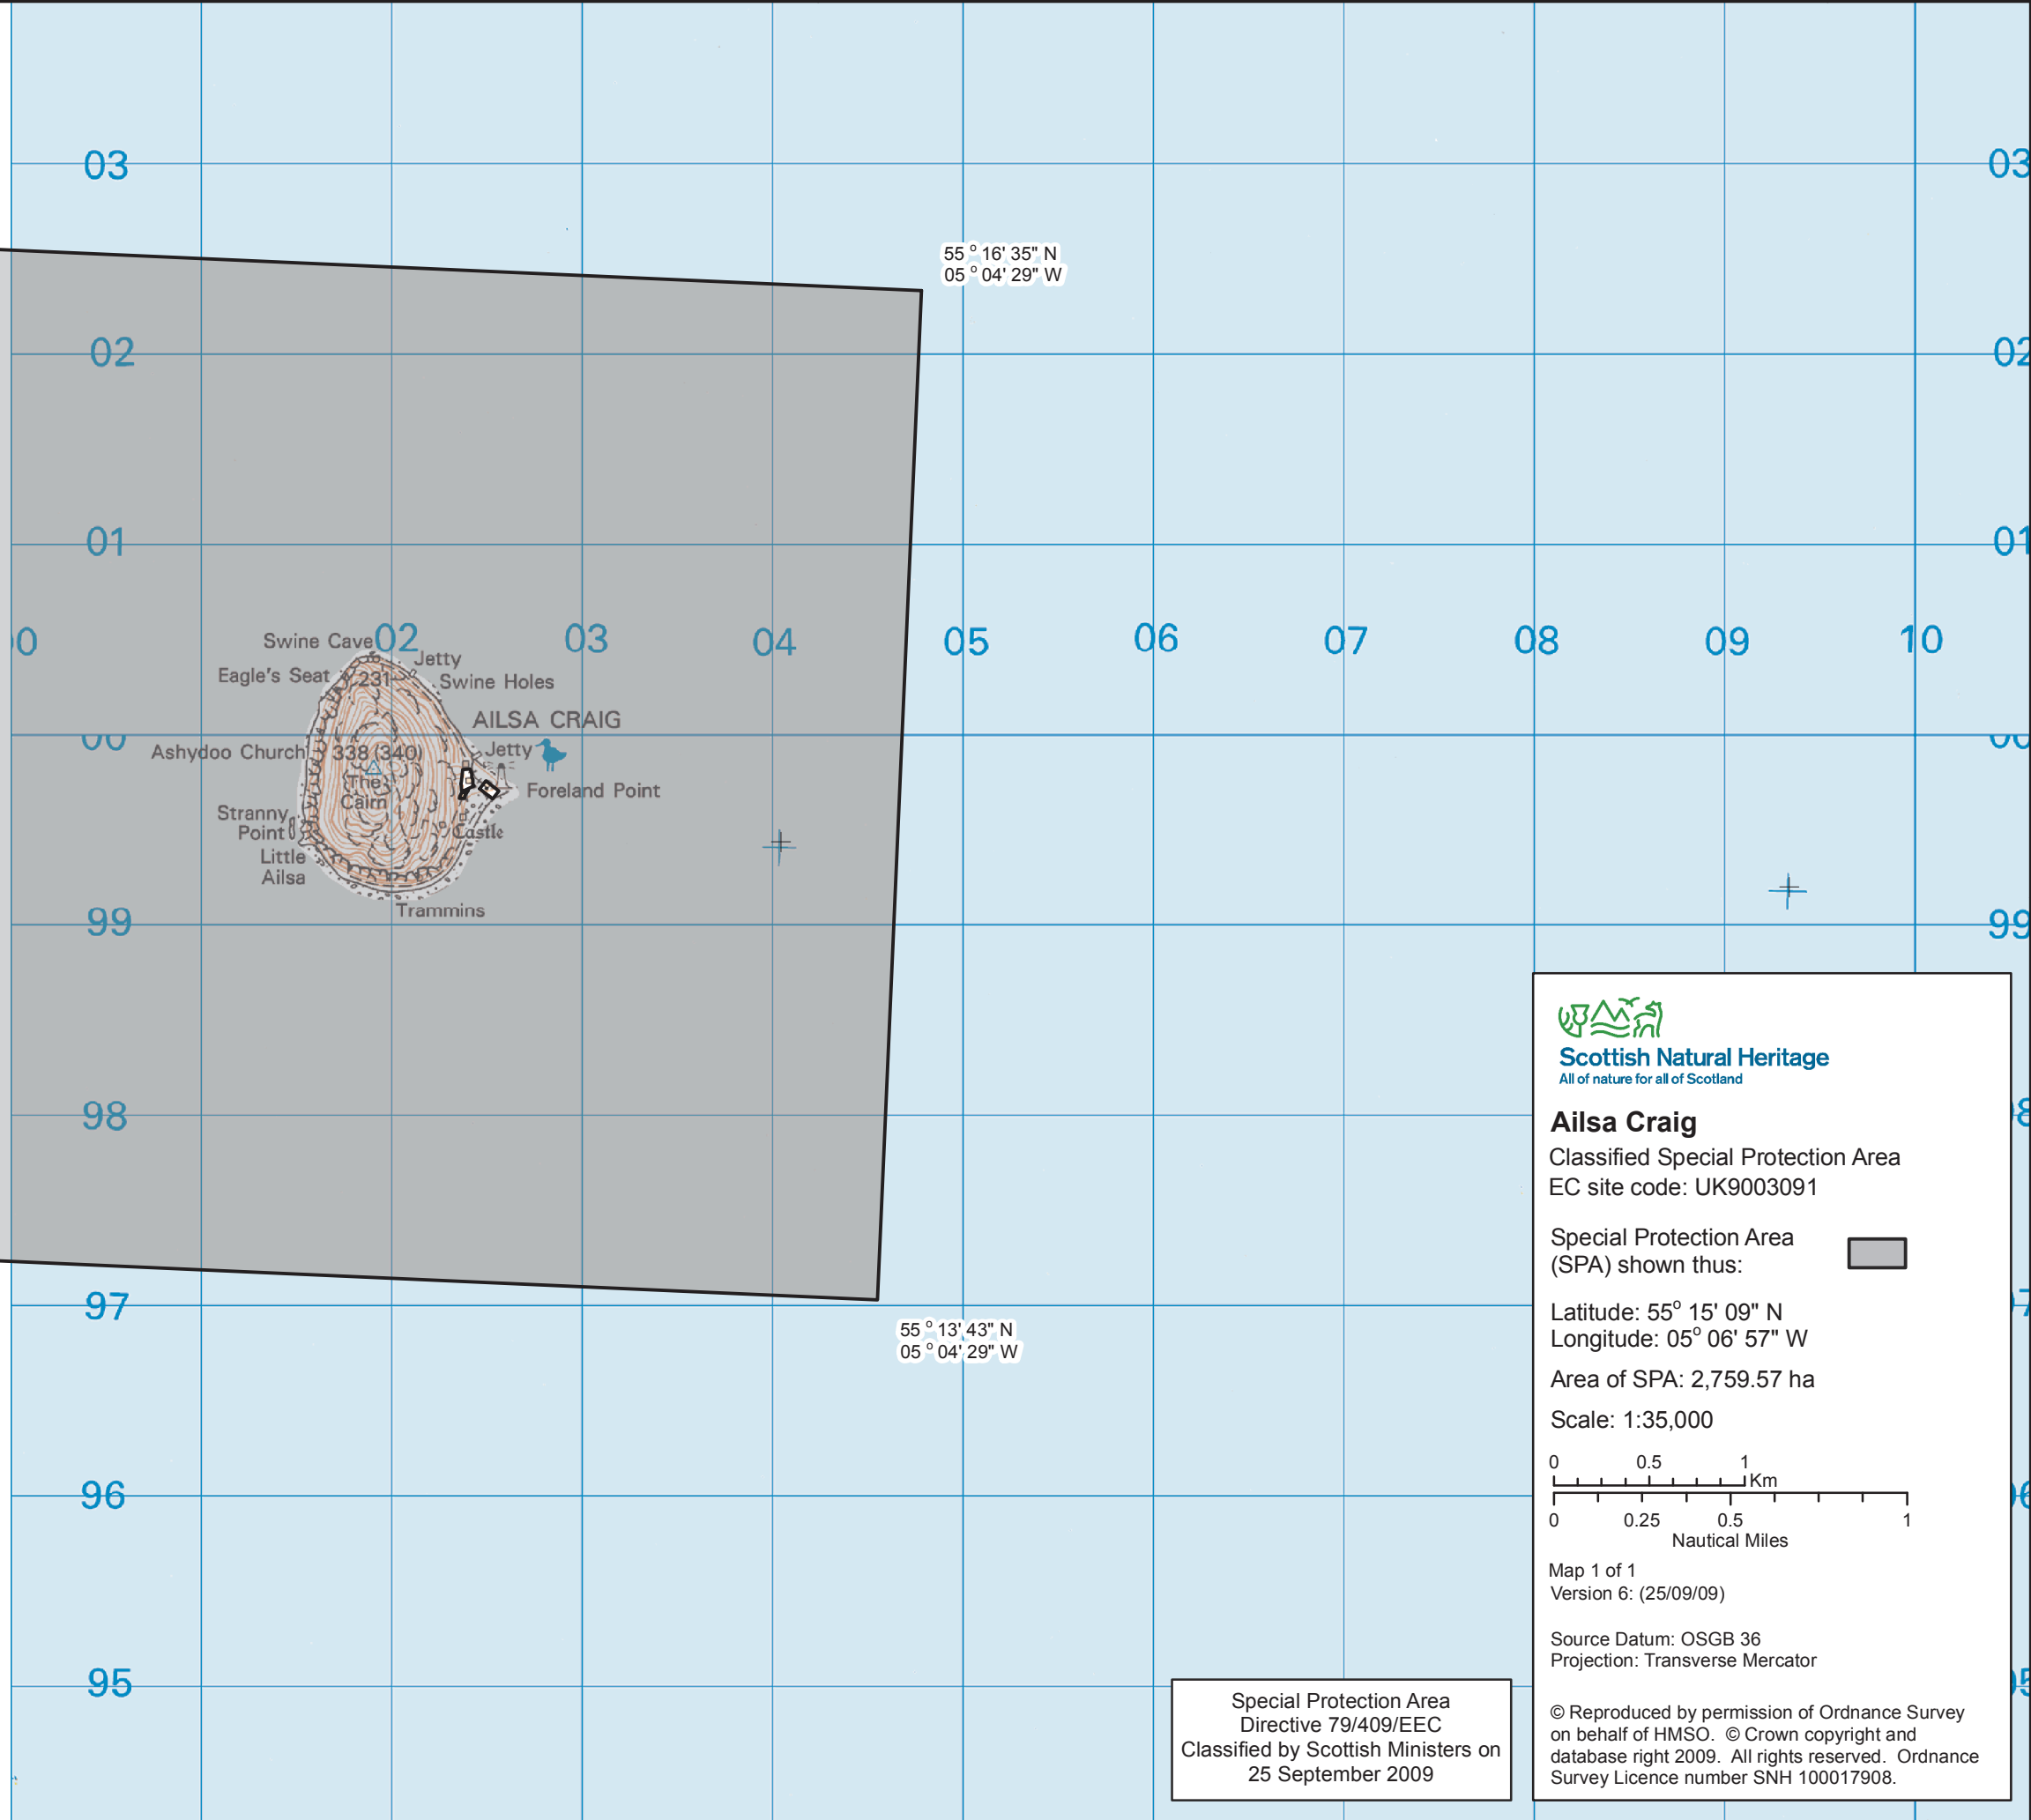 03
03
55 o 16' 35" N
05 o 04' 29" W
02
02
01
01
00
02
03
04
05
06
07
08
09
10
Swine Cave
Jetty
Eagle's Seat
231
Swine Holes
AILSA CRAIG
00
00
Ashydoo Church
338 (340)
Jetty
The
Cairn
Foreland Point
Stranny
Point
Castle
Little
Ailsa
Trammins
99
99
98
97
55 o 13' 43" N
05 o 04' 29" W
96
95
Scottish Natural Heritage
All of nature for all of Scotland
Ailsa Craig
Classified Special Protection Area
EC site code: UK9003091
Special Protection Area
(SPA) shown thus:
Latitude: 55o 15' 09" N
Longitude: 05o 06' 57" W
Area of SPA: 2,759.57 ha
Scale: 1:35,000
0 0.5 1
Km
0 0.25 0.5 1
Nautical Miles
Map 1 of 1
Version 6: (25/09/09)
Source Datum: OSGB 36
Projection: Transverse Mercator
© Reproduced by permission of Ordnance Survey
on behalf of HMSO. © Crown copyright and
database right 2009. All rights reserved. Ordnance
Survey Licence number SNH 100017908.
Special Protection Area
Directive 79/409/EEC
Classified by Scottish Ministers on
25 September 2009